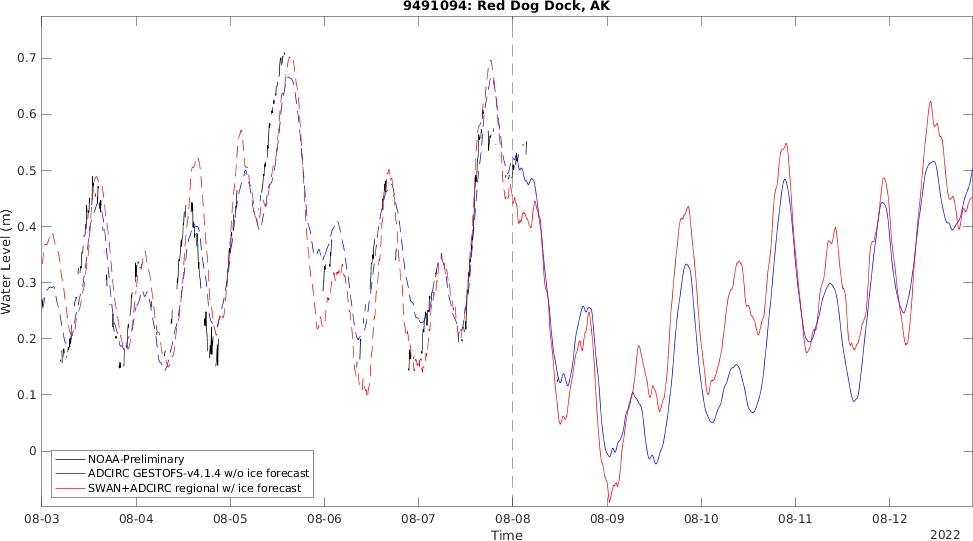 9491094: Red Dog Dock, AK
Water Level (m)
0.7
0.6
0.5
0.4
0.3
0.2
0.1
0
NOAA-Preliminary
ADCIRC GESTOFS-v4.1.4 w/o ice forecast
SWAN+ADCIRC regional w/ ice forecast
08-03 08-04 08-05 08-06 08-07 08-08 08-09 08-10 08-11 08-12
Time
2022